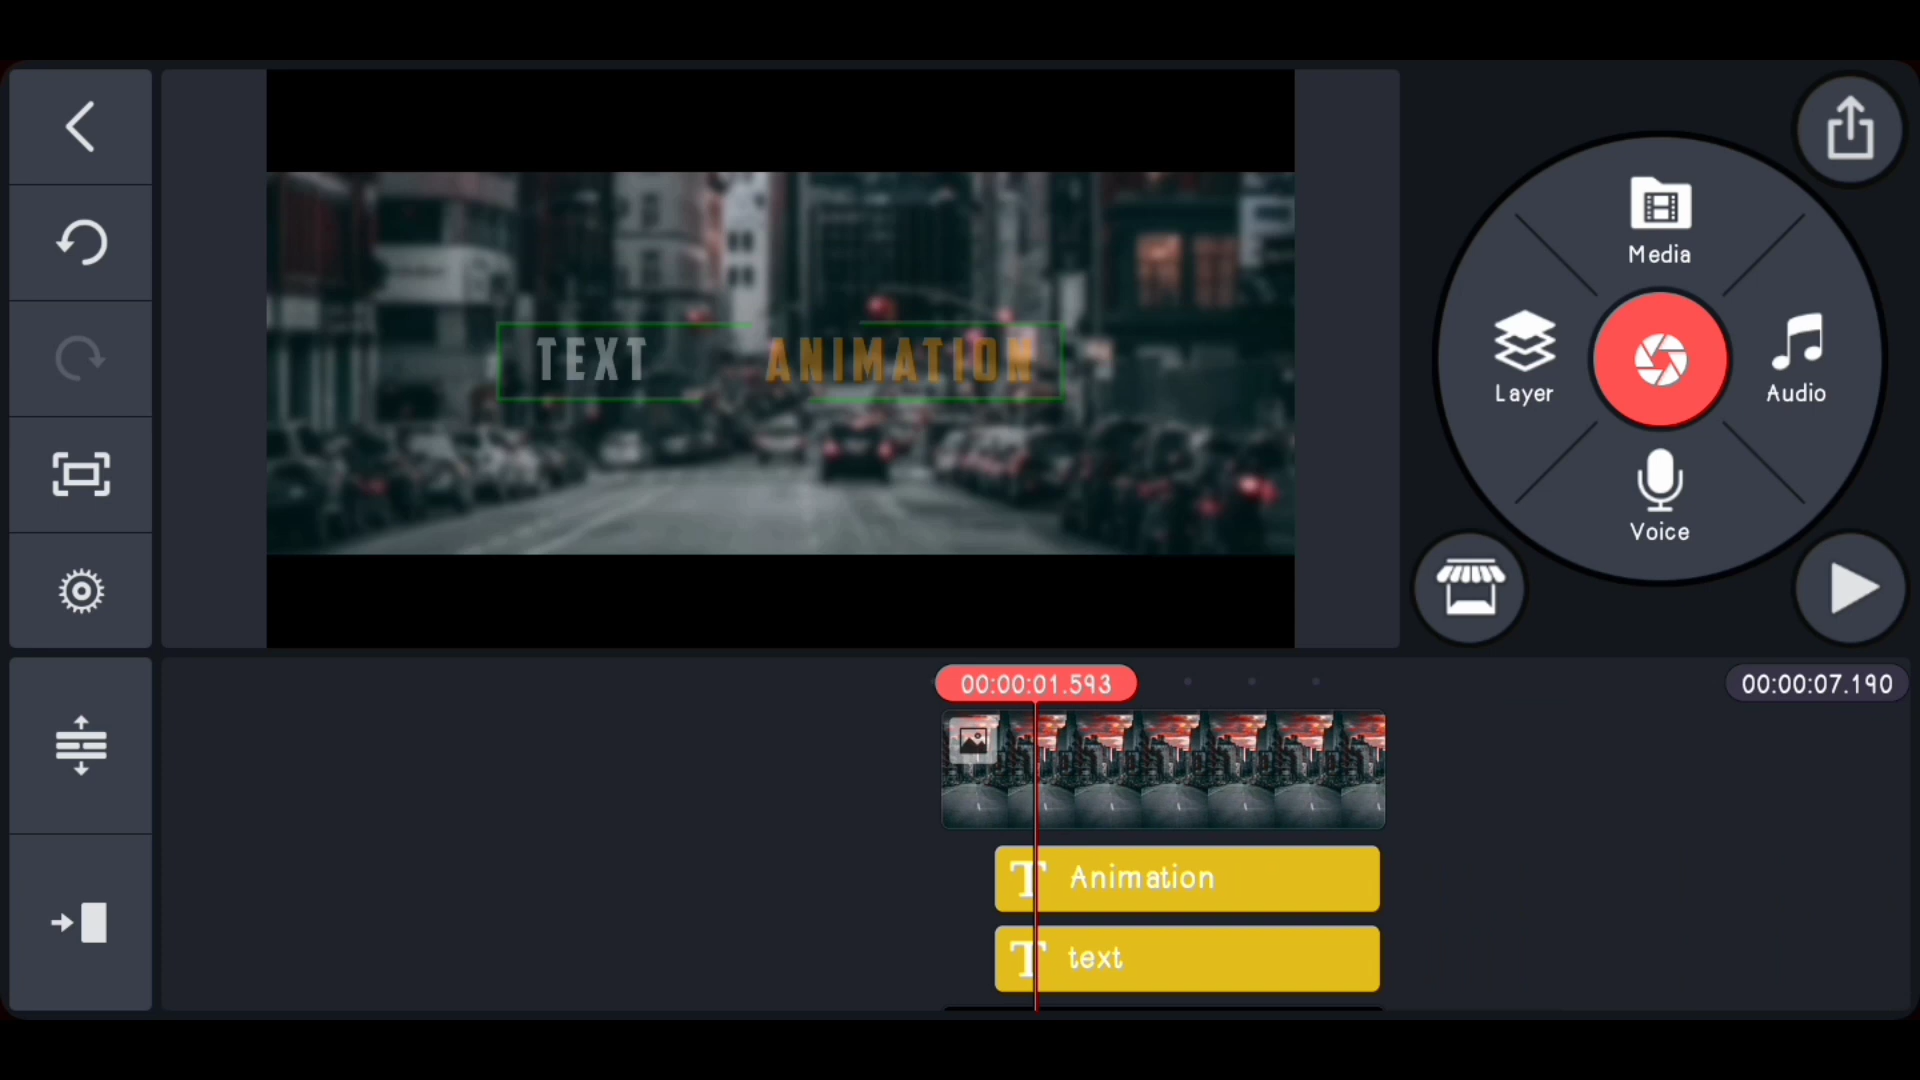 Media
TEXT ANIMATION
Layer
Audio
Voice
00:00:01.593
00:00:07.190
Animation
text